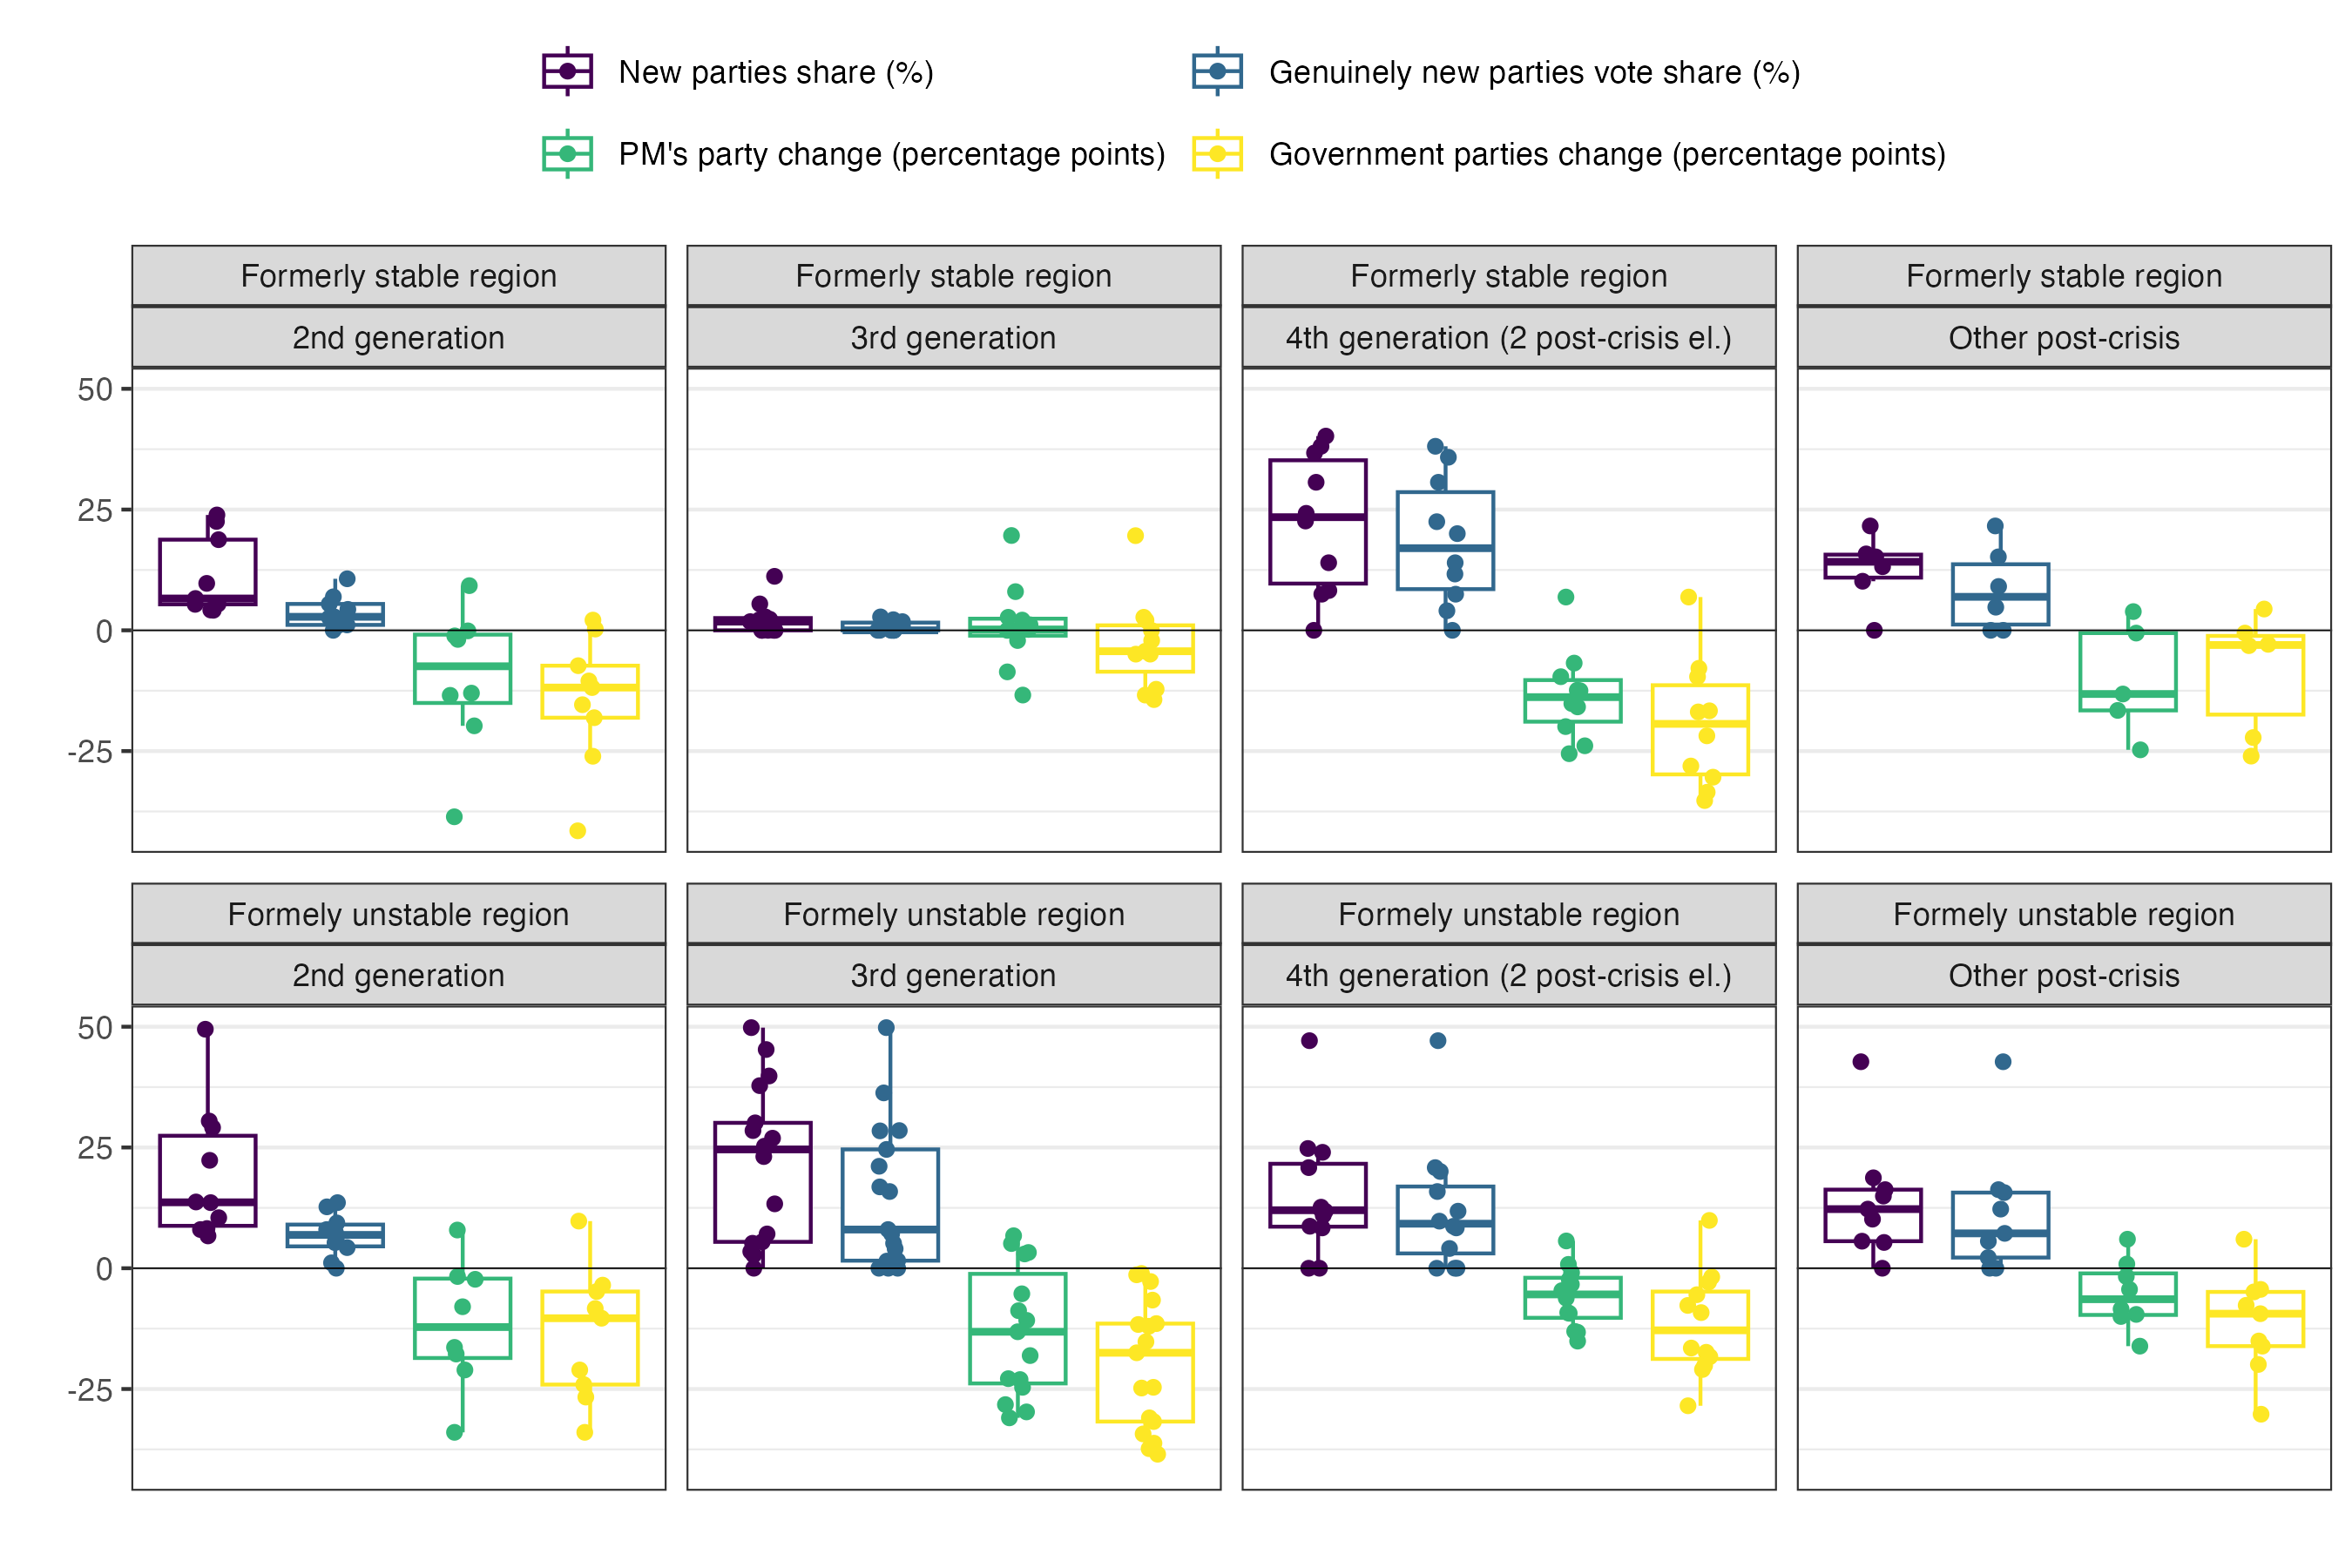 New parties share (%) Genuinely new parties vote share (%)
PM's party change (percentage points) Government parties change (percentage points)
Formerly stable region Formerly stable region Formerly stable region Formerly stable region
2nd generation 3rd generation 4th generation (2 post-crisis el.) Other post-crisis
50
25
0
-25
Formely unstable region Formely unstable region Formely unstable region Formely unstable region
2nd generation 3rd generation 4th generation (2 post-crisis el.) Other post-crisis
50
25
0
-25